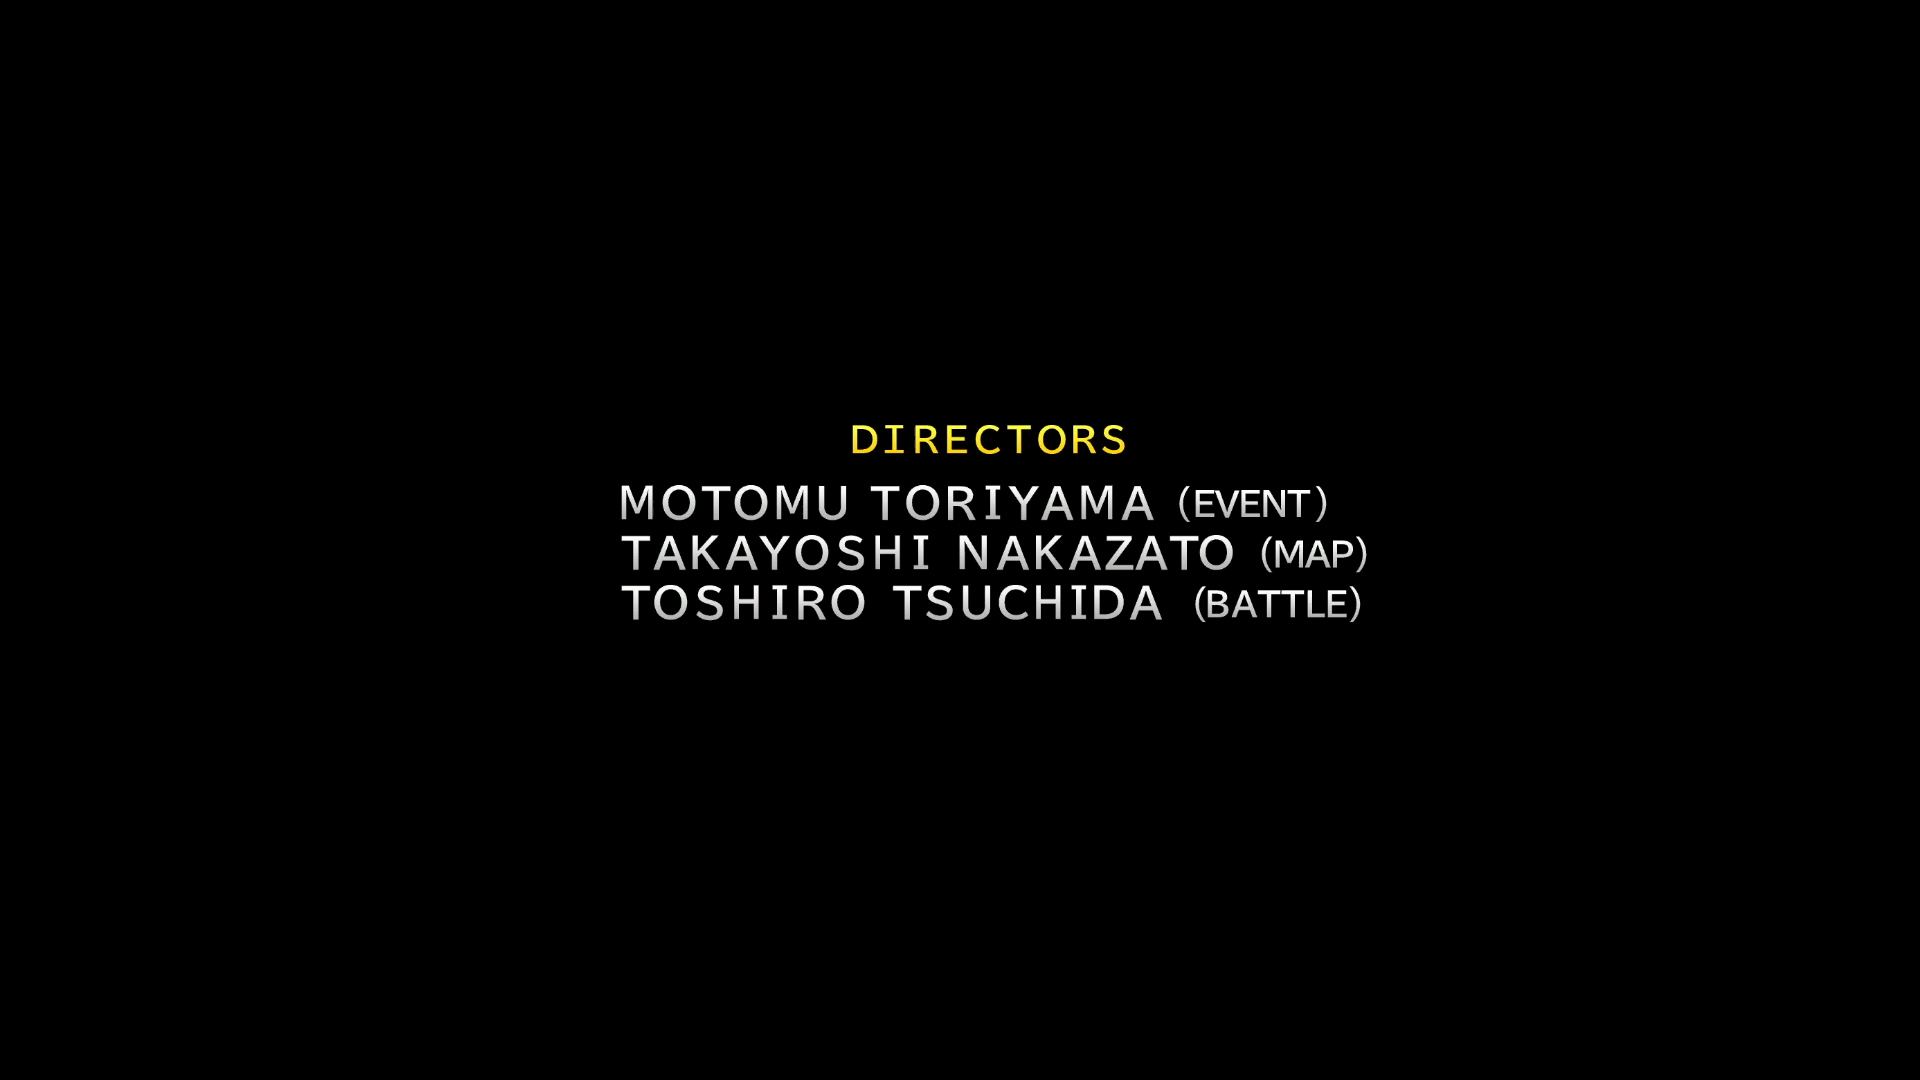 DIRECTORS
MOTOMU TORIYAMA (EVENT)
TAKAYOSHI NAKAZATO (MAP)
TOSHIRO TSUCHIDA (BATTLE)